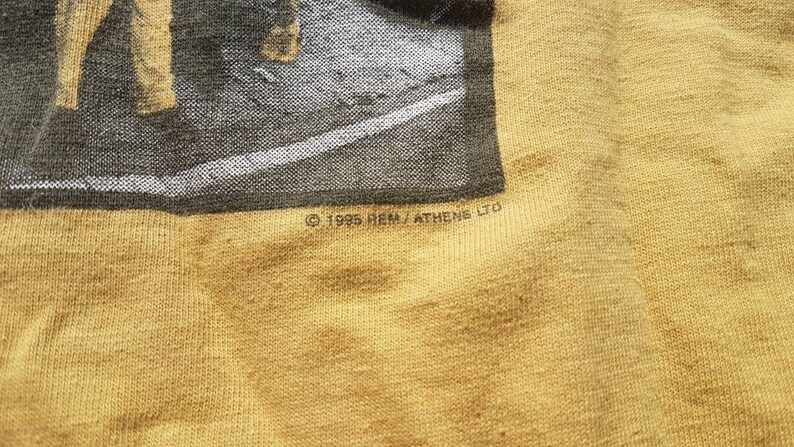 © 1995 REM / ATHENS LTD